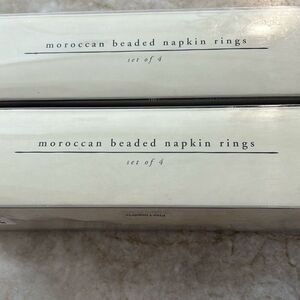 moroccan beaded napkin rings
set of 4
moroccan beaded napkin rings
set of 4